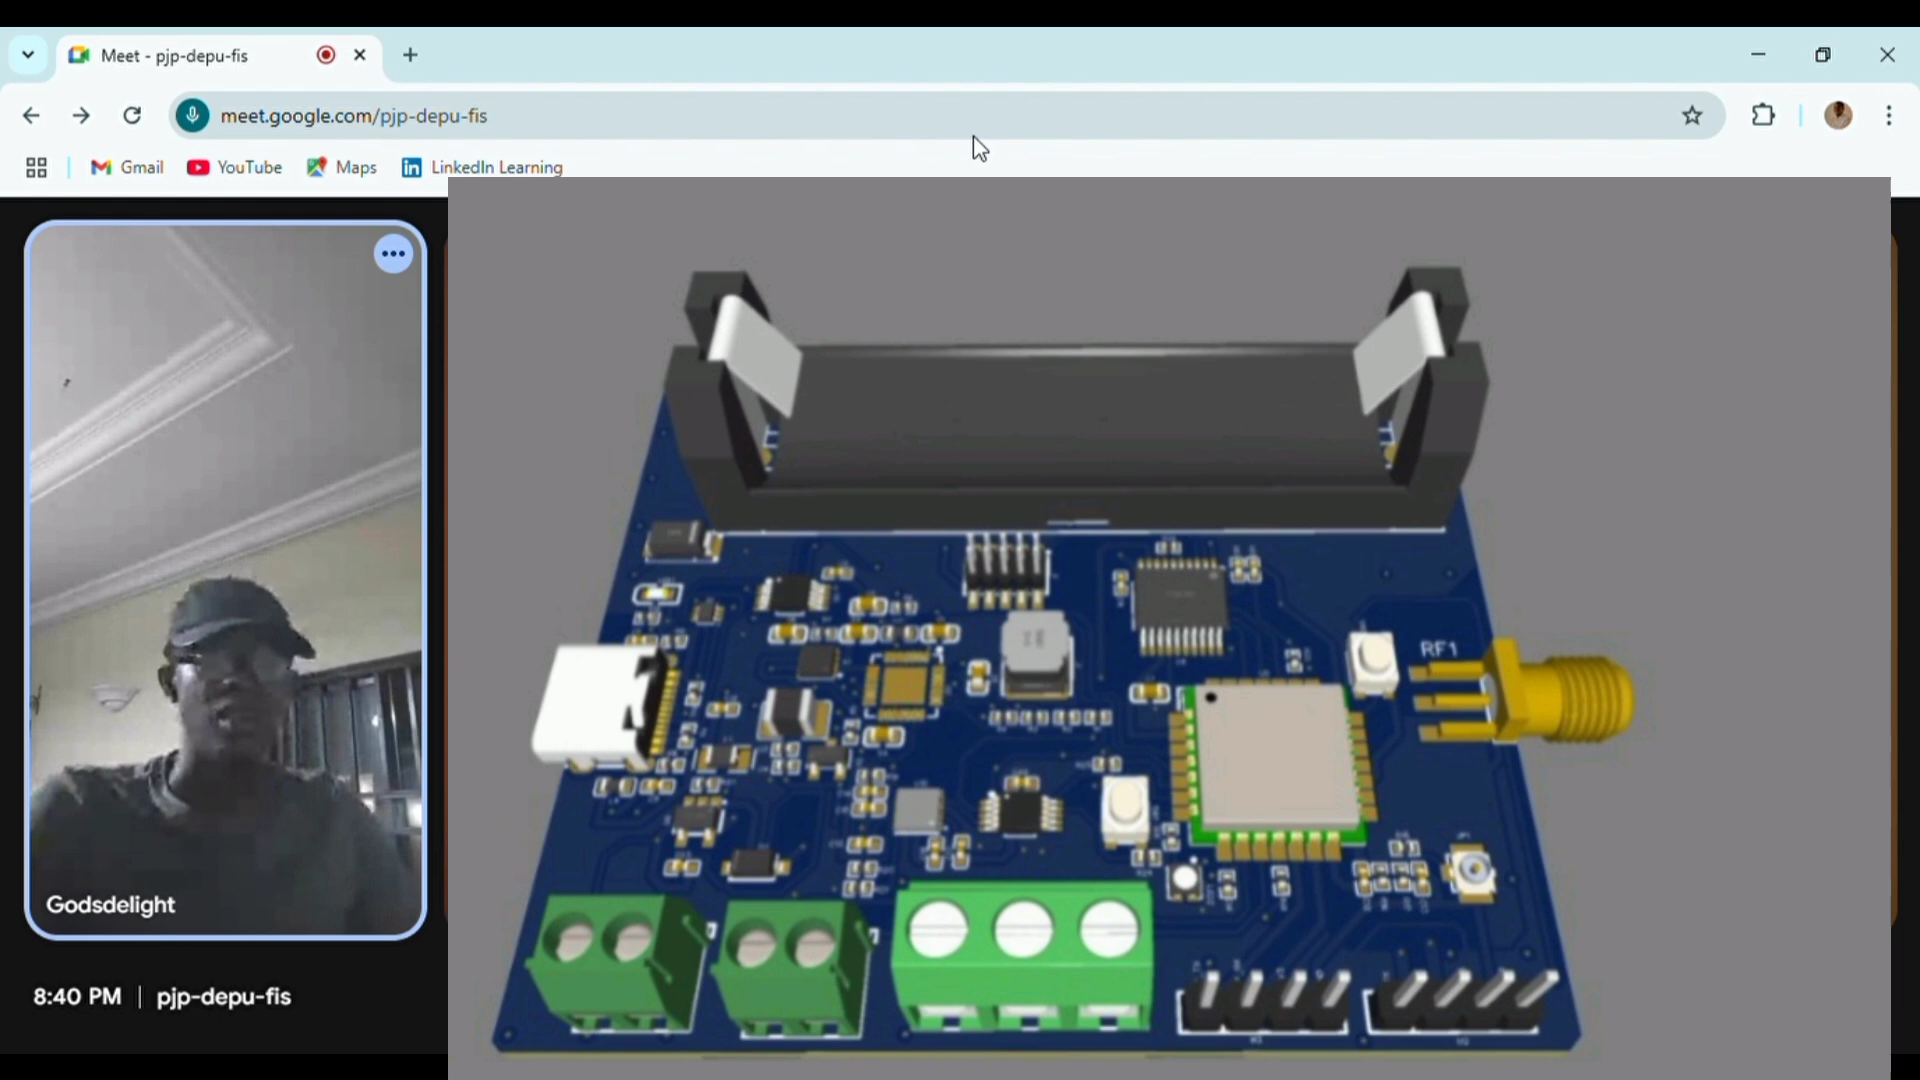 Meet - pjp-depu-fis
meet.google.com/pjp-depu-fis
Gmail YouTube Maps LinkedIn Learning
RF1
Godsdelight
8:40 PM | pjp-depu-fis